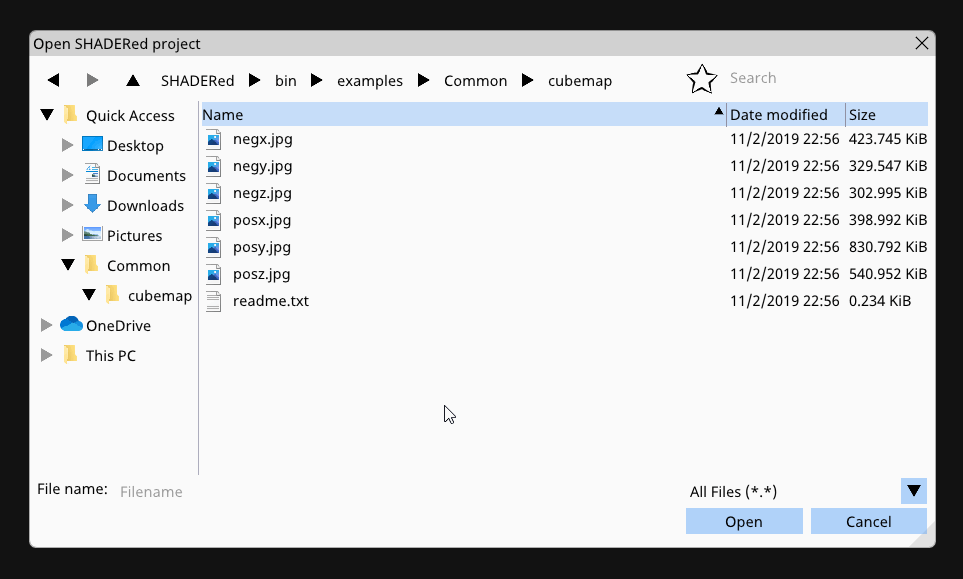 Open SHADERed project
SHADERed bin examples Common cubemap Search
Quick Access
Desktop
Documents
Downloads
Pictures
Common
cubemap
OneDrive
This PC
Name Date modified Size
negx.jpg 11/2/2019 22:56 423.745 KiB
negy.jpg 11/2/2019 22:56 329.547 KiB
negz.jpg 11/2/2019 22:56 302.995 KiB
posx.jpg 11/2/2019 22:56 398.992 KiB
posy.jpg 11/2/2019 22:56 830.792 KiB
posz.jpg 11/2/2019 22:56 540.952 KiB
readme.txt 11/2/2019 22:56 0.234 KiB
File name: Filename All Files (*.*)
Open Cancel